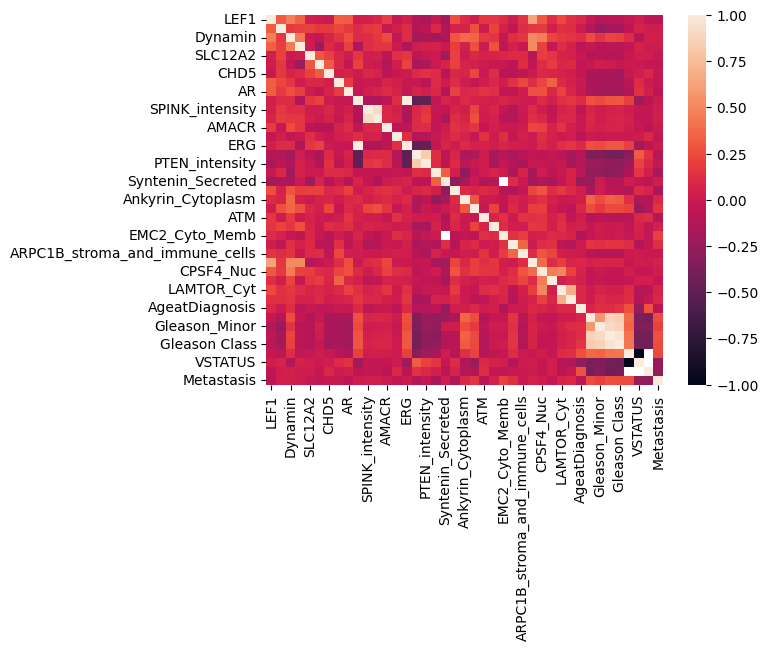 LEF1
Dynamin
SLC12A2
CHD5
AR
SPINK_intensity
AMACR
ERG
PTEN_intensity
Syntenin_Secreted
Ankyrin_Cytoplasm
ATM
EMC2_Cyto_Memb
ARPC1B_stroma_and_immune_cells
CPSF4_Nuc
LAMTOR_Cyt
AgeatDiagnosis
Gleason_Minor
Gleason Class
VSTATUS
Metastasis
1.00
0.75
0.50
0.25
0.00
−0.25
−0.50
−0.75
−1.00
LEF1
Dynamin
SLC12A2
CHD5
AR
SPINK_intensity
AMACR
ERG
PTEN_intensity
Syntenin_Secreted
Ankyrin_Cytoplasm
ATM
EMC2_Cyto_Memb
ARPC1B_stroma_and_immune_cells
CPSF4_Nuc
LAMTOR_Cyt
AgeatDiagnosis
Gleason_Minor
Gleason Class
VSTATUS
Metastasis